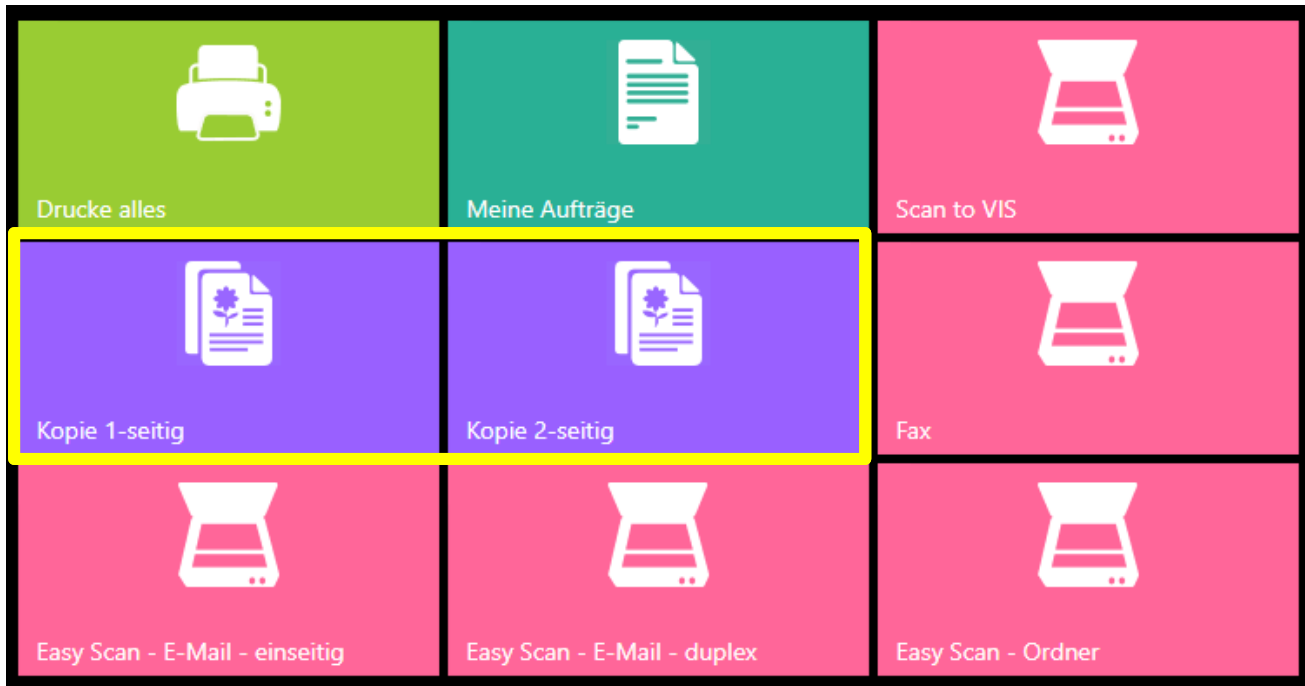 Drucke alles
Meine Aufträge
Scan to VIS
Kopie 1-seitig
Kopie 2-seitig
Fax
Easy Scan - E-Mail - einseitig
Easy Scan - E-Mail - duplex
Easy Scan - Ordner